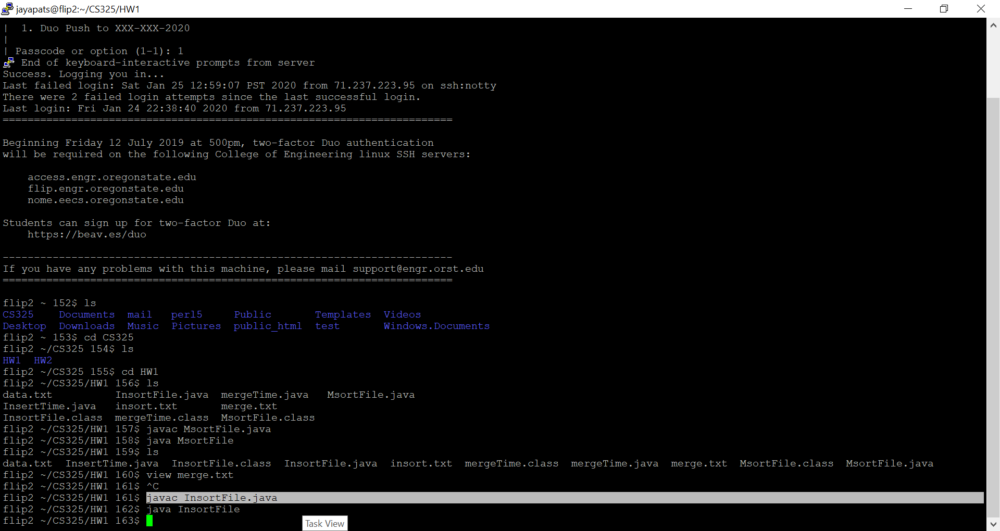 jayapats@flip2:~/CS325/HW1
|  1. Duo Push to XXX-XXX-2020
|
| Passcode or option (1-1): 1
End of keyboard-interactive prompts from server
Success. Logging you in...
Last failed login: Sat Jan 25 12:59:07 PST 2020 from 71.237.223.95 on ssh:notty
There were 2 failed login attempts since the last successful login.
Last login: Fri Jan 24 22:38:40 2020 from 71.237.223.95
========================================================================
Beginning Friday 12 July 2019 at 500pm, two-factor Duo authentication
will be required on the following College of Engineering linux SSH servers:
    access.engr.oregonstate.edu
    flip.engr.oregonstate.edu
    nome.eecs.oregonstate.edu
Students can sign up for two-factor Duo at:
    https://beav.es/duo
------------------------------------------------------------------------
If you have any problems with this machine, please mail support@engr.orst.edu
========================================================================
flip2 ~ 152$ ls
CS325    Documents  mail   perl5     Public       Templates  Videos
Desktop  Downloads  Music  Pictures  public_html  test       Windows.Documents
flip2 ~ 153$ cd CS325
flip2 ~/CS325 154$ ls
HW1  HW2
flip2 ~/CS325 155$ cd HW1
flip2 ~/CS325/HW1 156$ ls
data.txt          InsortFile.java  mergeTime.java   MsortFile.java
InsertTime.java   insort.txt       merge.txt
InsortFile.class  mergeTime.class  MsortFile.class
flip2 ~/CS325/HW1 157$ javac MsortFile.java
flip2 ~/CS325/HW1 158$ java MsortFile
flip2 ~/CS325/HW1 159$ ls
data.txt  InsertTime.java  InsortFile.class  InsortFile.java  insort.txt  mergeTime.class  mergeTime.java  merge.txt  MsortFile.class  MsortFile.java
flip2 ~/CS325/HW1 160$ view merge.txt
flip2 ~/CS325/HW1 161$ ^C
flip2 ~/CS325/HW1 161$ javac InsortFile.java
flip2 ~/CS325/HW1 162$ java InsortFile
flip2 ~/CS325/HW1 163$
Task View